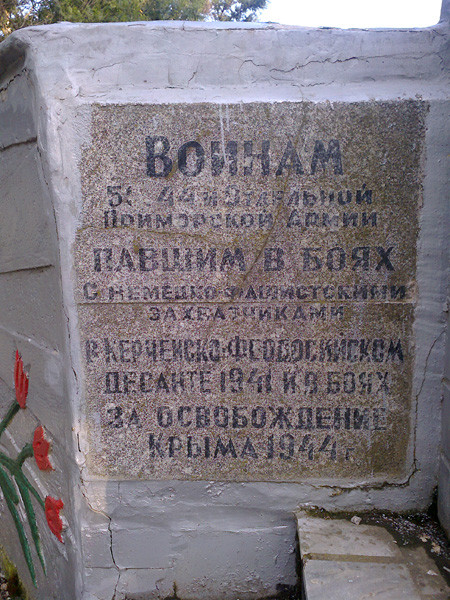 ВОИНАМ
51 44 И ОТДЕЛЬНОЙ
ПРИМОРСКОЙ АРМИИ
ПАВШИМ В БОЯХ
С НЕМЕЦКО-ФАШИСТСКИМИ
ЗАХВАТЧИКАМИ
В КЕРЧЕНСКО-ФЕОДОСИЙСКОМ
ДЕСАНТЕ 1941 И В БОЯХ
ЗА ОСВОБОЖДЕНИЕ
КРЫМА 1944 г